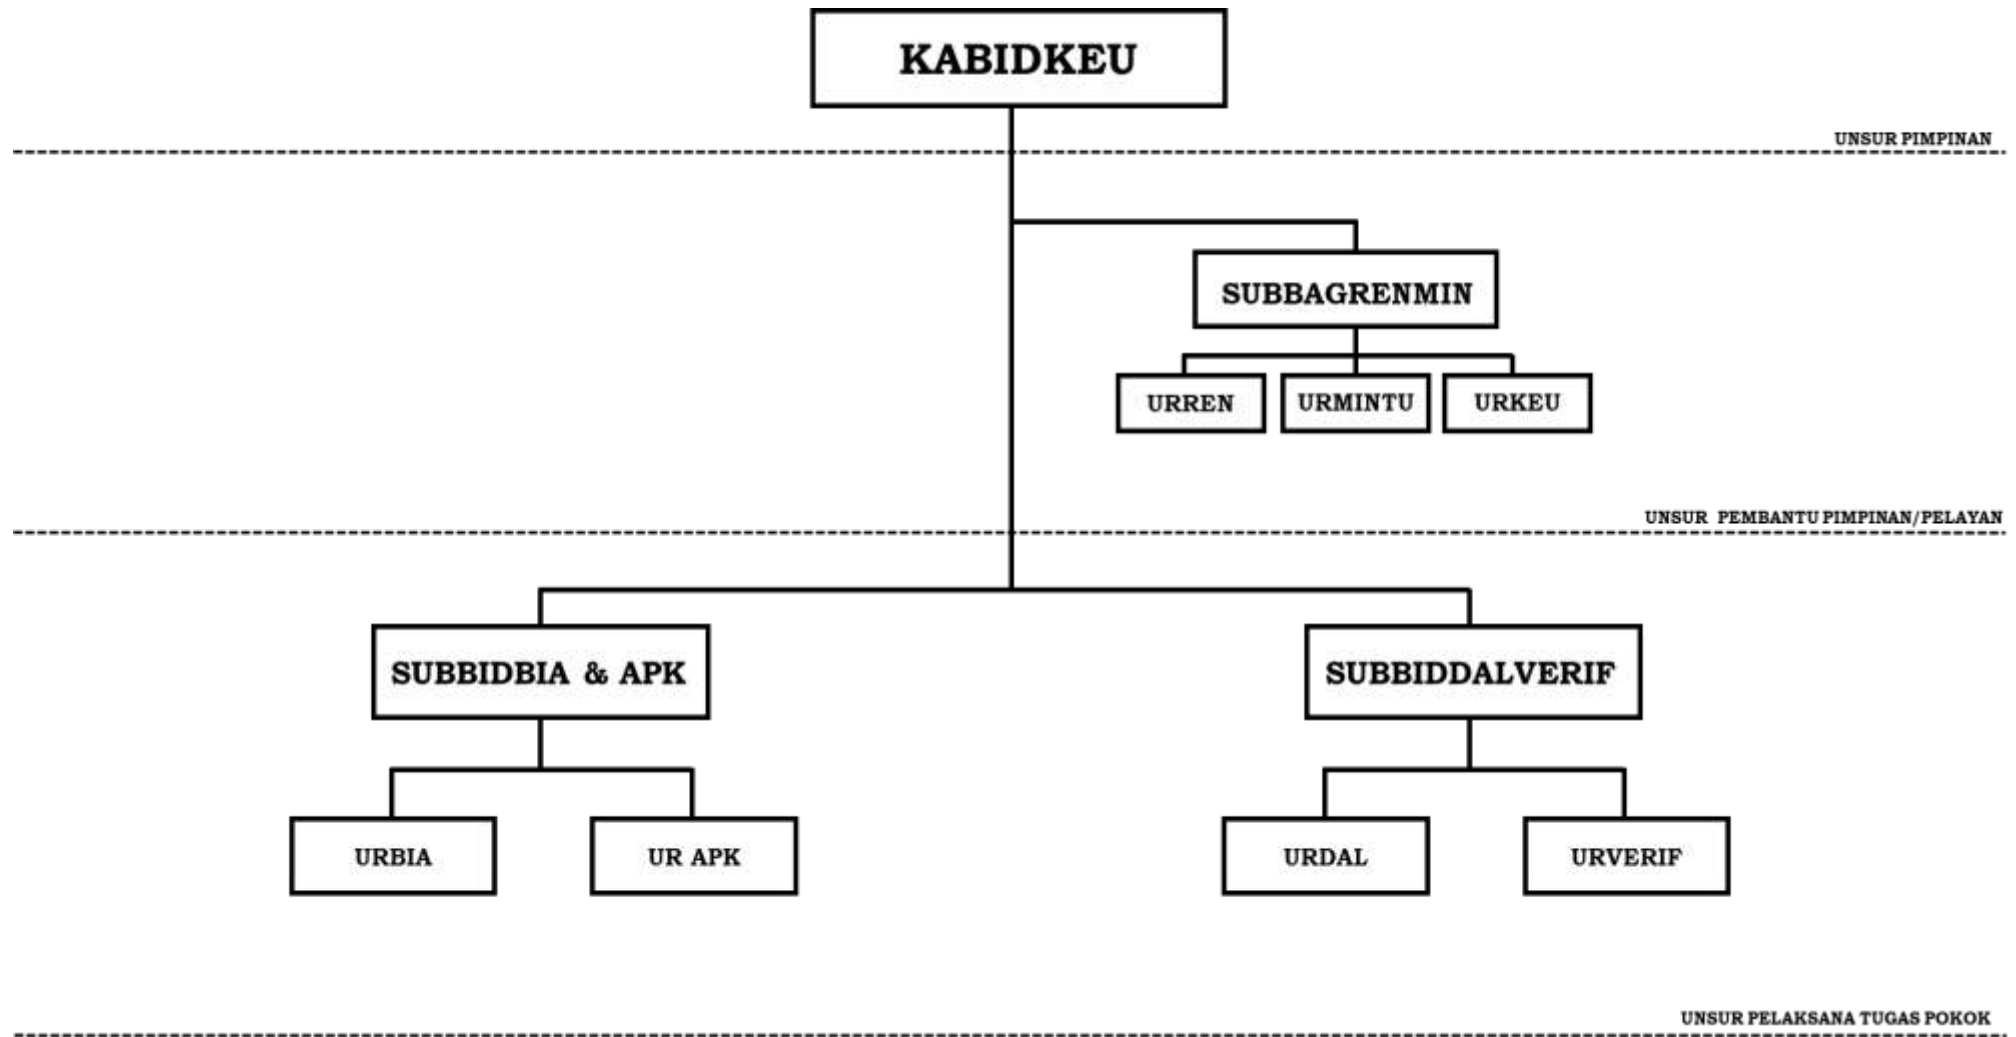 KABIDKEU
UNSUR PIMPINAN
SUBBAGRENMIN
URREN
URMINTU
URKEU
UNSUR PEMBANTU PIMPINAN/PELAYAN
SUBBIDBIA & APK
SUBBIDDALVERIF
URBIA
UR APK
URDAL
URVERIF
UNSUR PELAKSANA TUGAS POKOK